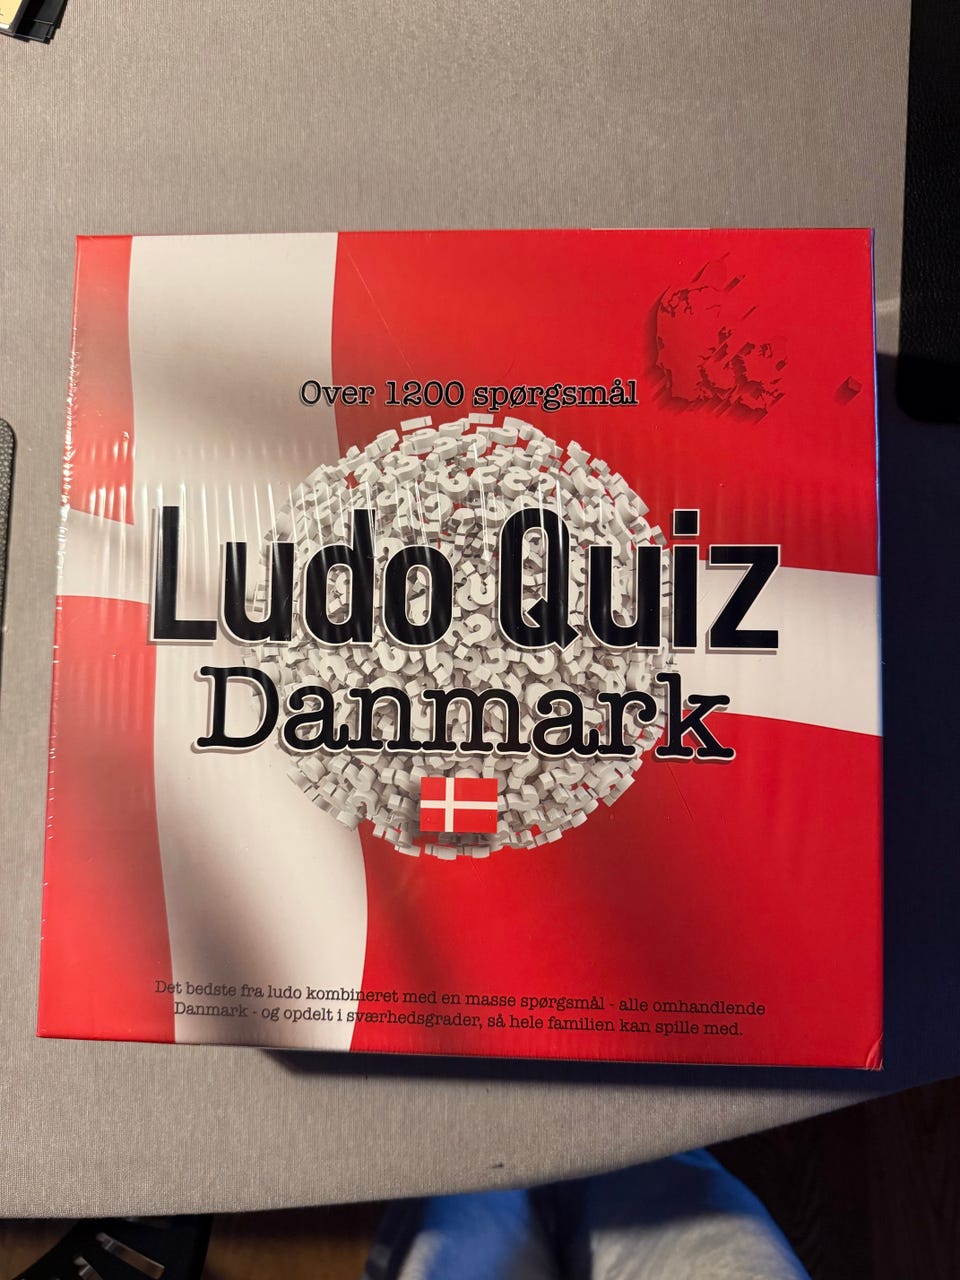 Over 1200 spørgsmål
Ludo Quiz
Danmark
Det bedste fra ludo kombineret med en masse spørgsmål - alle omhandlende
Danmark - og opdelt i sværhedsgrader, så hele familien kan spille med.